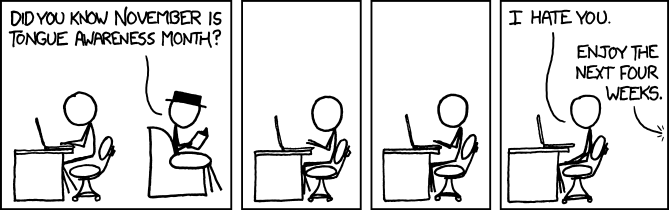 DID YOU KNOW NOVEMBER IS
TONGUE AWARENESS MONTH?
I HATE YOU.
ENJOY THE
NEXT FOUR
WEEKS.